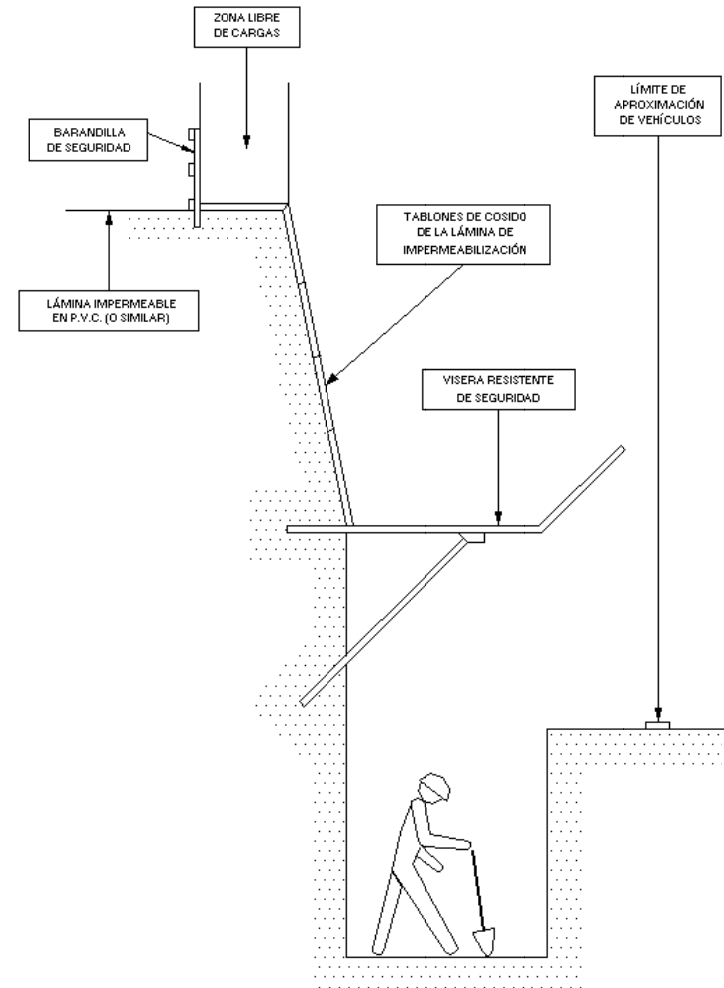 ZONA LIBRE
DE CARGAS
LÍMITE DE
APROXIMACIÓN
DE VEHÍCULOS
BARANDILLA
DE SEGURIDAD
TABLONES DE COSIDO
DE LA LÁMINA DE
IMPERMEABILIZACIÓN
LÁMINA IMPERMEABLE
EN P.V.C. (O SIMILAR)
VISERA RESISTENTE
DE SEGURIDAD